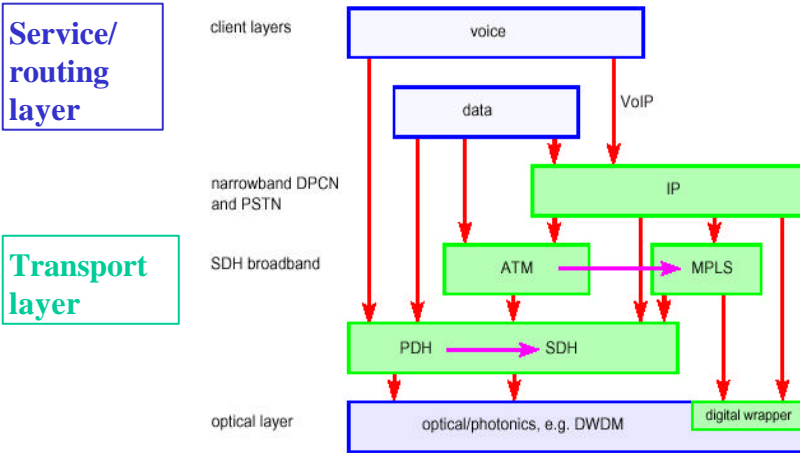 Service/
routing
layer
client layers
voice
data
VoIP
narrowband DPCN
and PSTN
IP
Transport
layer
SDH broadband
ATM
MPLS
PDH
SDH
optical layer
optical/photonics, e.g. DWDM
digital wrapper